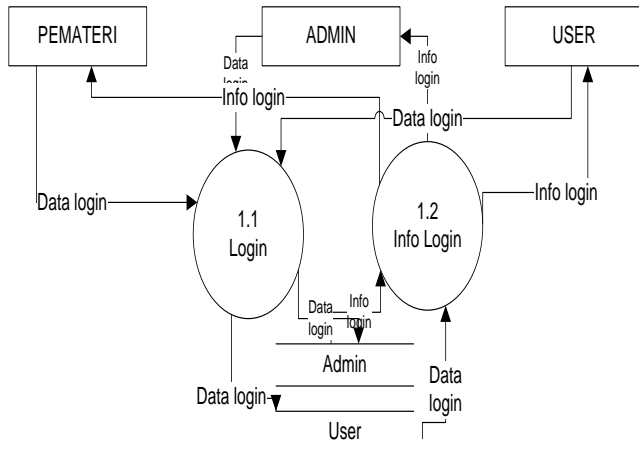 PEMATERI
ADMIN
USER
Data
login
Info
login
Info login
Data login
Data login
1.1
Login
1.2
Info Login
Info login
Data
login
Info
login
Admin
Data login
Data
login
User